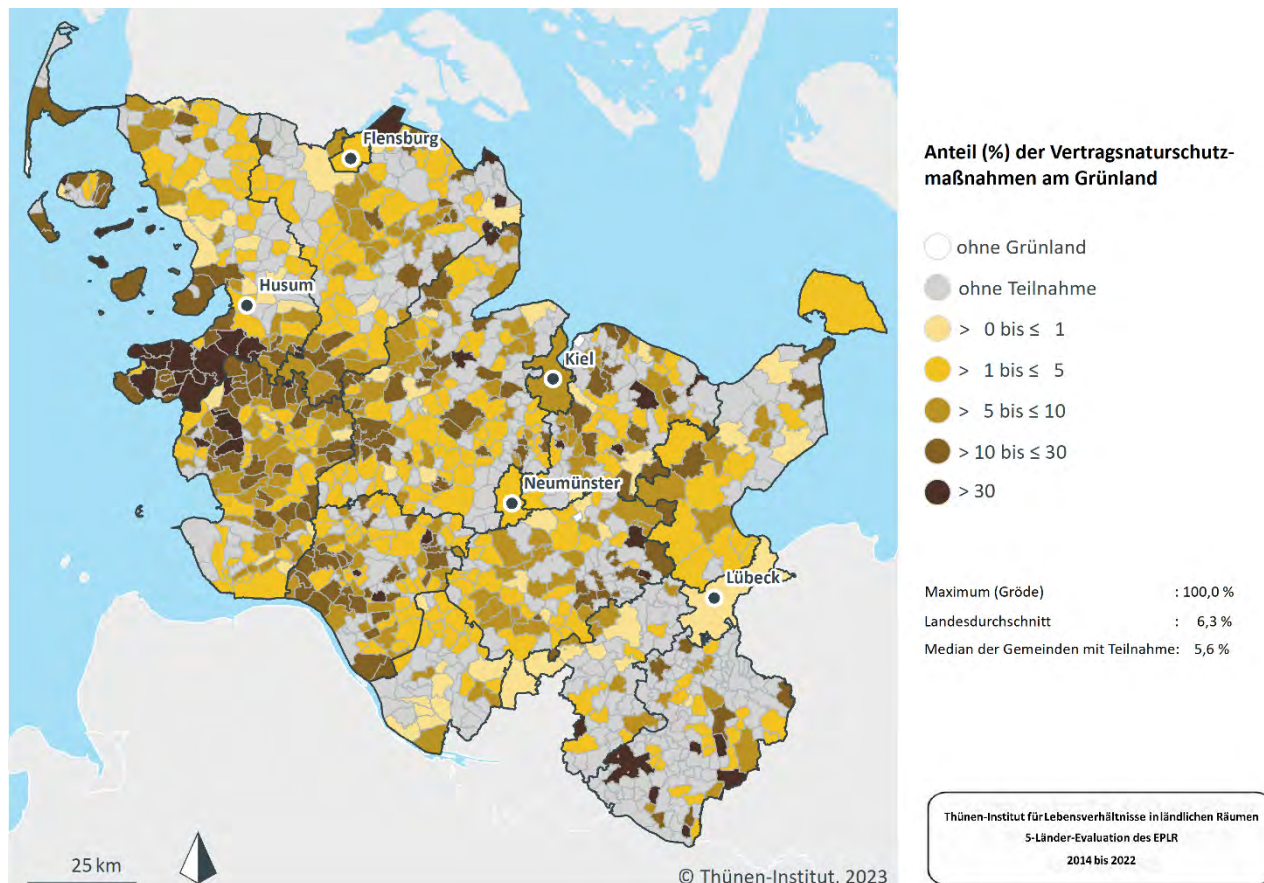 Flensburg
Husum
Kiel
Neumünster
Lübeck
25 km
© Thünen-Institut, 2023
Anteil (%) der Vertragsnaturschutz-
maßnahmen am Grünland
ohne Grünland
ohne Teilnahme
> 0 bis ≤ 1
> 1 bis ≤ 5
> 5 bis ≤ 10
> 10 bis ≤ 30
> 30
Maximum (Gröde) : 100,0 %
Landesdurchschnitt : 6,3 %
Median der Gemeinden mit Teilnahme: 5,6 %
Thünen-Institut für Lebensverhältnisse in ländlichen Räumen
5-Länder-Evaluation des EPLR
2014 bis 2022